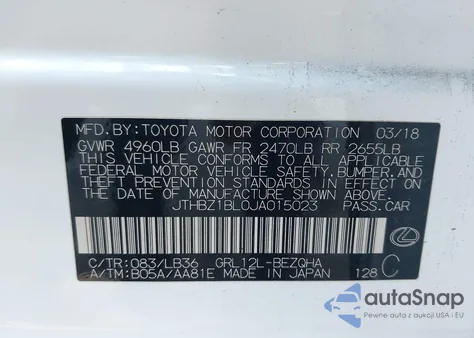 MFD.BY:TOYOTA MOTOR CORPORATION 03/18
GVWR 4960LB GAWR FR 2470LB RR 2655LB
THIS VEHICLE CONFORMS TO ALL APPLICABLE
FEDERAL MOTOR VEHICLE SAFETY,BUMPER,AND
THEFT PREVENTION STANDARDS IN EFFECT ON
THE DATE OF MANUFACTURE SHOWN ABOVE.
JTHBZ1BL0JA015023 PASS.CAR
C/TR:083/LB36 GRL12L-BEZQHA
A/TM:B05A/AA81E MADE IN JAPAN 128 C
autoSnap
Pewne auta z USA i EU